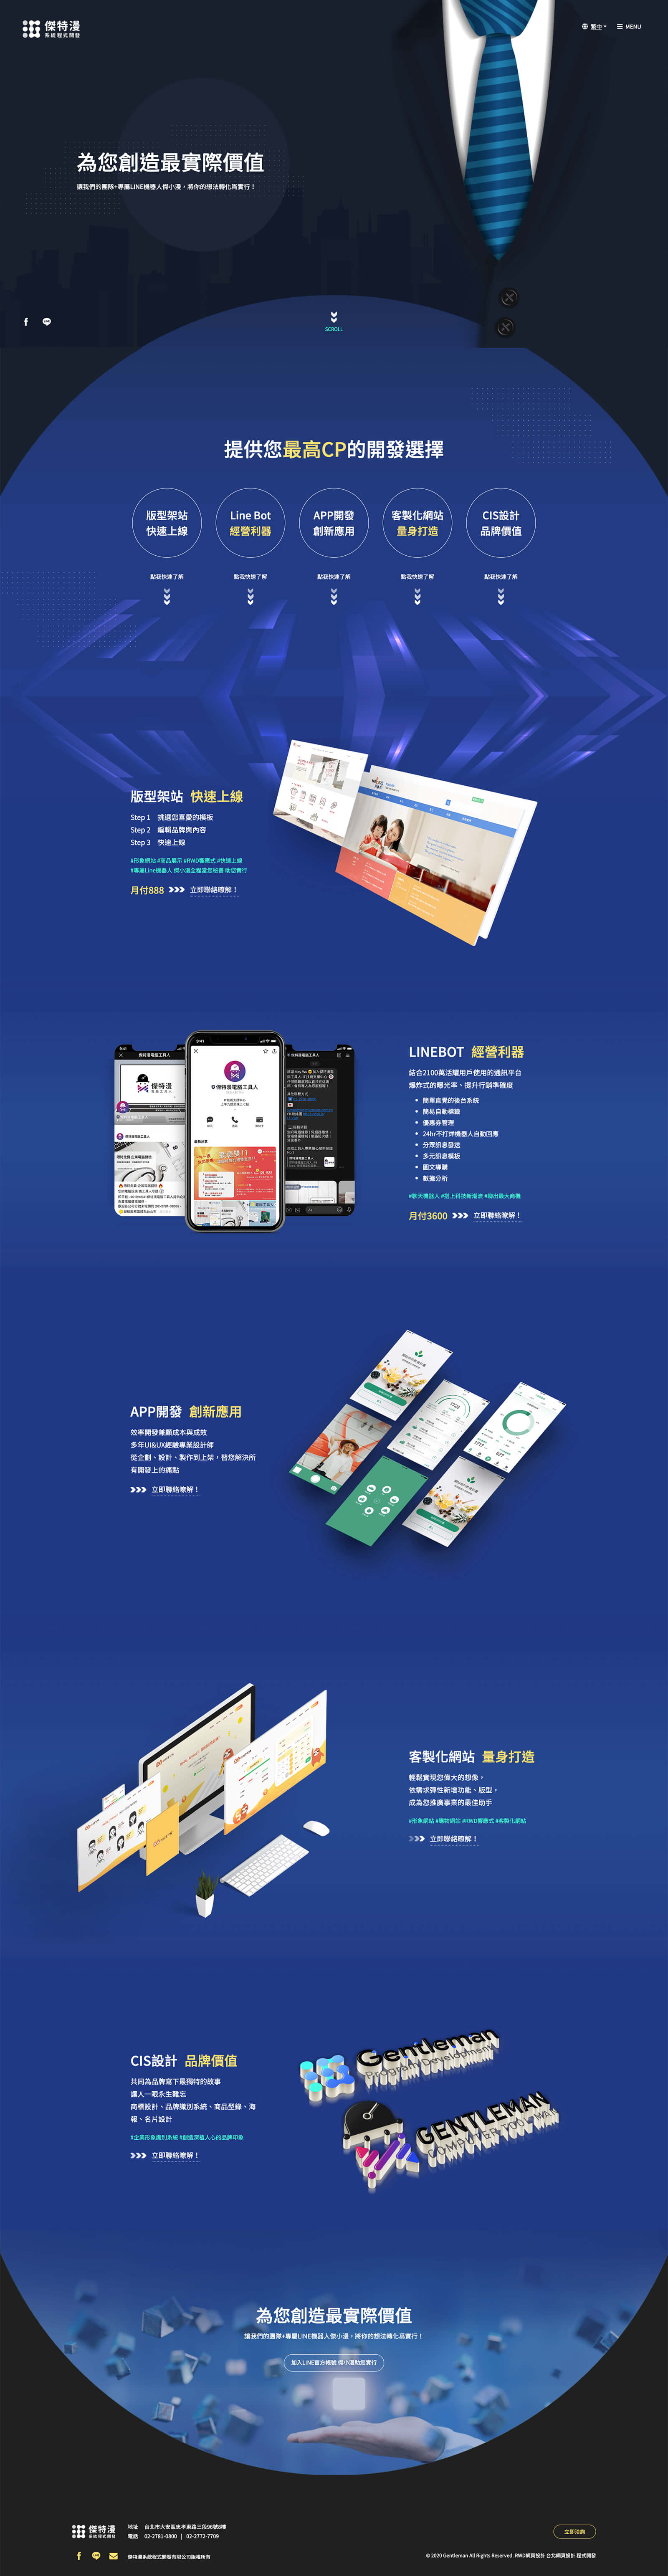 傑特漫
系統程式開發
繁中
MENU
為您創造最實際價值
讓我們的團隊+專屬LINE機器人傑小漫，將你的想法轉化爲實行！
SCROLL
提供您最高CP的開發選擇
版型架站
快速上線
Line Bot
經營利器
APP開發
創新應用
客製化網站
量身打造
CIS設計
品牌價值
點我快速了解
點我快速了解
點我快速了解
點我快速了解
點我快速了解
版型架站 快速上線
Step 1 挑選您喜愛的模板
Step 2 編輯品牌與內容
Step 3 快速上線
#形象網站 #商品展示 #RWD響應式 #快速上線
#專屬Line機器人 傑小漫全程當您秘書 助您實行
月付888
立即聯絡暸解！
傑特漫電腦工具人
傑特漫
LINEBOT 經營利器
結合2100萬活耀用戶使用的通訊平台
爆炸式的曝光率、提升行銷準確度
簡單直覺的後台系統
簡易自動標籤
優惠券管理
24hr不打烊機器人自動回應
分眾訊息發送
多元訊息模板
圖文導購
數據分析
#聊天機器人 #搭上科技新潮流 #聊出最大商機
月付3600
立即聯絡暸解！
APP開發 創新應用
效率開發兼顧成本與成效
多年UI&UX經驗專業設計師
從企劃、設計、製作到上架，替您解決所
有開發上的痛點
立即聯絡暸解！
客製化網站 量身打造
輕鬆實現您偉大的想像，
依需求彈性新增功能、版型，
成為您推廣事業的最佳助手
#形象網站 #購物網站 #RWD響應式 #客製化網站
立即聯絡暸解！
CIS設計 品牌價值
共同為品牌寫下最獨特的故事
讓人一眼永生難忘
商標設計、品牌識別系統、商品型錄、海
報、名片設計
#企業形象識別系統 #創造深植人心的品牌印象
立即聯絡暸解！
Gentleman
Program Development
GENTLEMAN
COMPUTER TOOL MAN
為您創造最實際價值
讓我們的團隊+專屬LINE機器人傑小漫，將你的想法轉化爲實行！
加入LINE官方帳號 傑小漫助您實行
傑特漫
系統程式開發
地址 台北市大安區忠孝東路三段96號8樓
電話 02-2781-0800 | 02-2772-7709
立即洽詢
傑特漫系統程式開發有限公司版權所有
© 2020 Gentleman All Rights Reserved. RWD網頁設計 台北網頁設計 程式開發